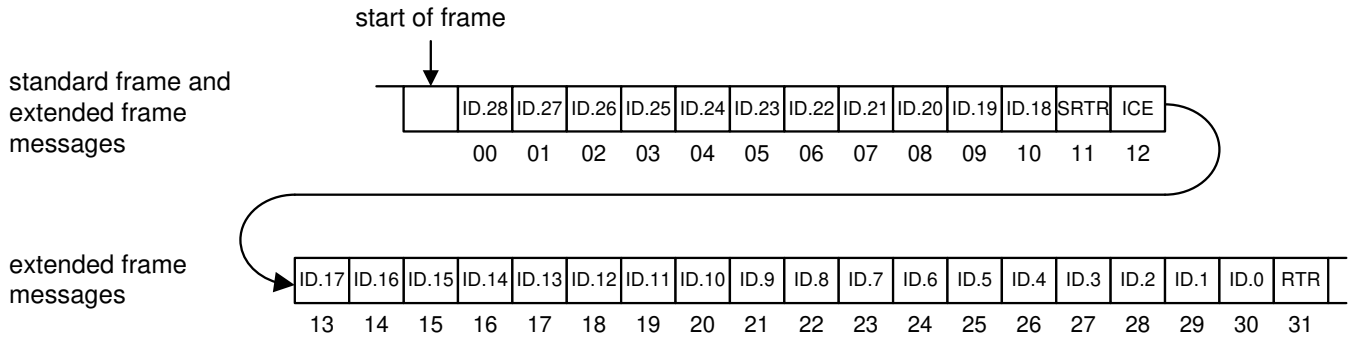 start of frame
standard frame and
extended frame
messages
ID.28 ID.27 ID.26 ID.25 ID.24 ID.23 ID.22 ID.21 ID.20 ID.19 ID.18 SRTR ICE
00 01 02 03 04 05 06 07 08 09 10 11 12
extended frame
messages
ID.17 ID.16 ID.15 ID.14 ID.13 ID.12 ID.11 ID.10 ID.9 ID.8 ID.7 ID.6 ID.5 ID.4 ID.3 ID.2 ID.1 ID.0 RTR
13 14 15 16 17 18 19 20 21 22 23 24 25 26 27 28 29 30 31